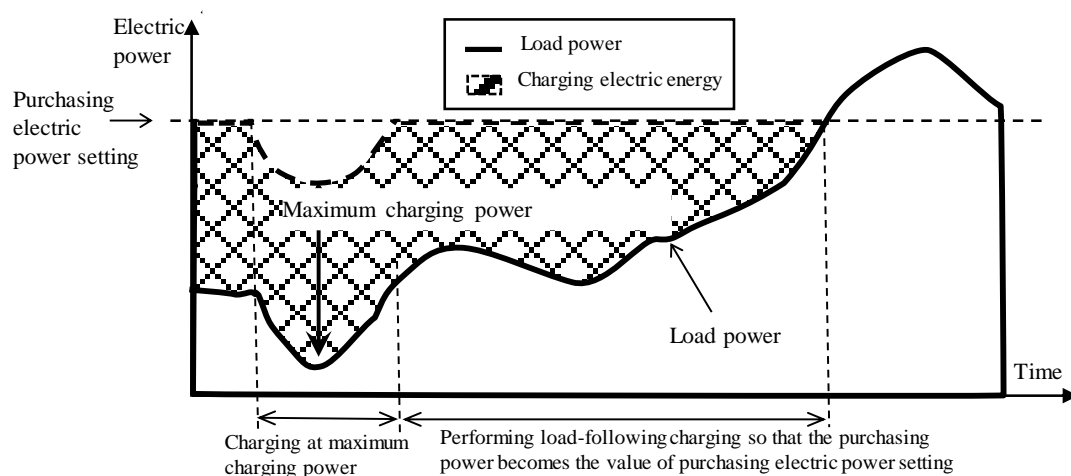 Electric
power
Load power
Charging electric energy
Purchasing
electric
power setting
Maximum charging power
Load power
Time
Charging at maximum
charging power
Performing load-following charging so that the purchasing
power becomes the value of purchasing electric power setting